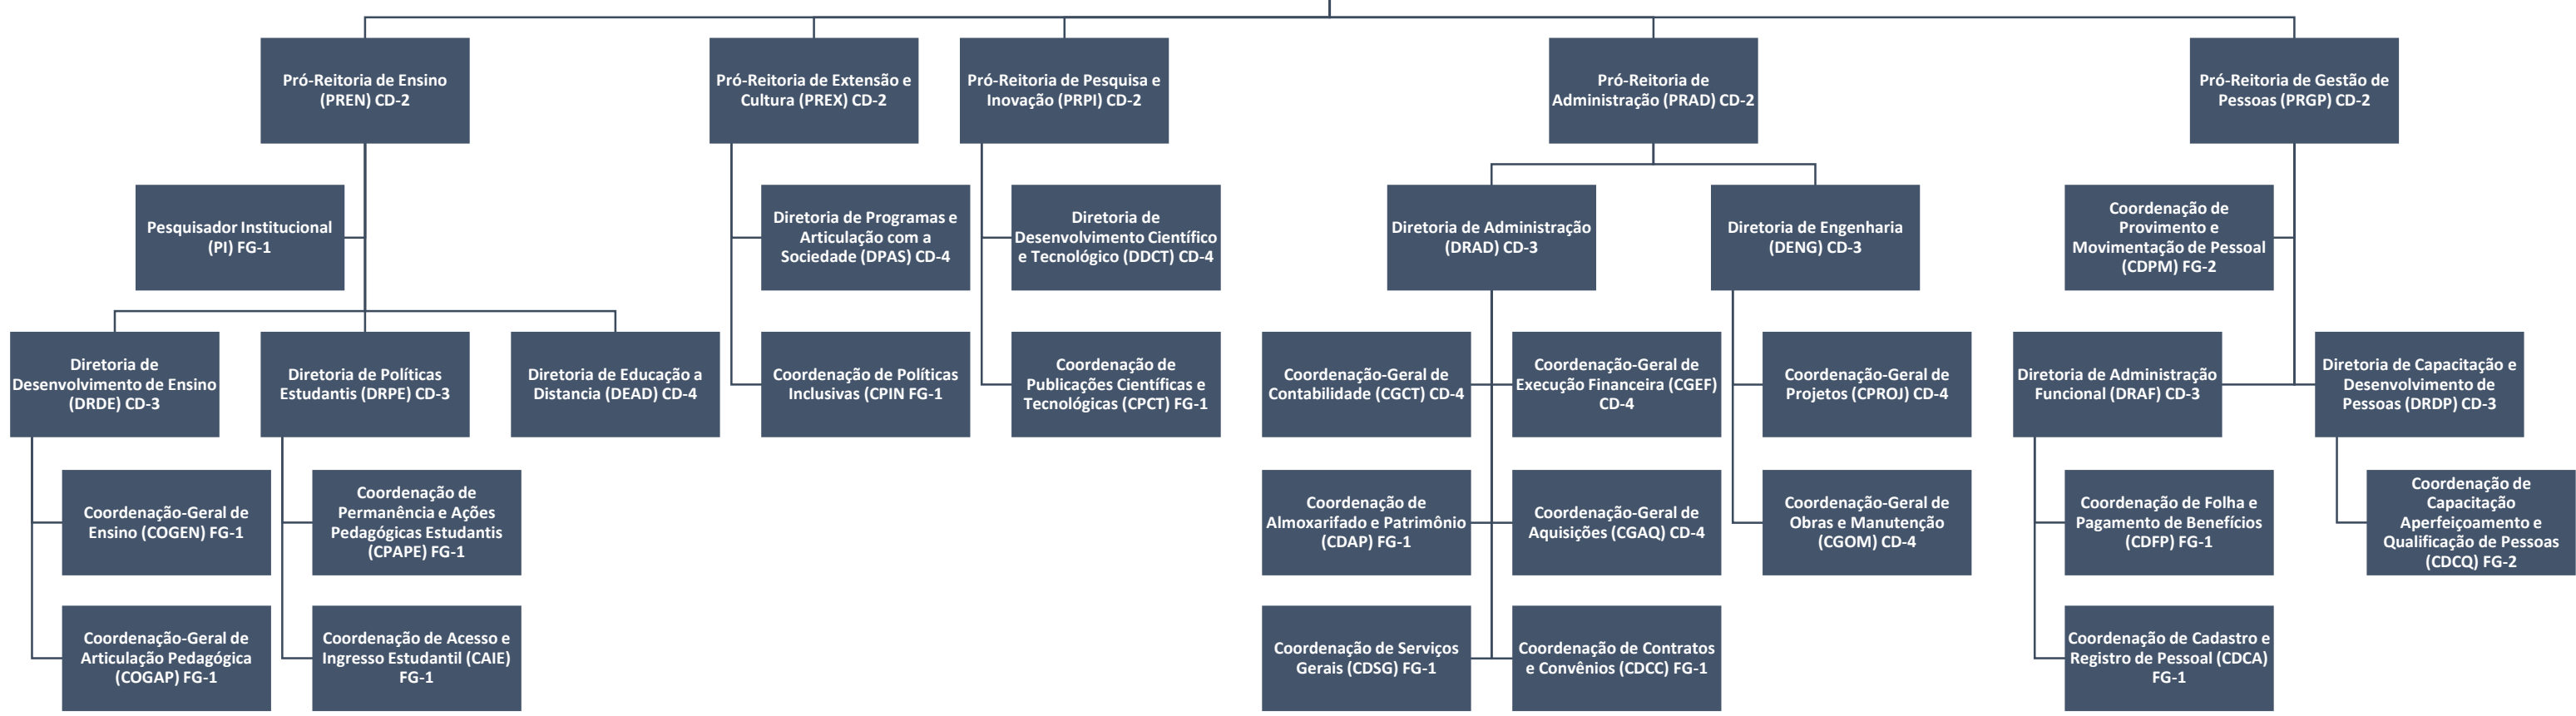 Pró-Reitoria de Ensino
(PREN) CD-2
Pró-Reitoria de Extensão e
Cultura (PREX) CD-2
Pró-Reitoria de Pesquisa e
Inovação (PRPI) CD-2
Pró-Reitoria de
Administração (PRAD) CD-2
Pró-Reitoria de Gestão de
Pessoas (PRGP) CD-2
Pesquisador Institucional
(PI) FG-1
Diretoria de Programas e
Articulação com a
Sociedade (DPAS) CD-4
Diretoria de
Desenvolvimento Científico
e Tecnológico (DDCT) CD-4
Diretoria de Administração
(DRAD) CD-3
Diretoria de Engenharia
(DENG) CD-3
Coordenação de
Provimento e
Movimentação de Pessoal
(CDPM) FG-2
Diretoria de
Desenvolvimento de Ensino
(DRDE) CD-3
Diretoria de Políticas
Estudantis (DRPE) CD-3
Diretoria de Educação a
Distancia (DEAD) CD-4
Coordenação de Políticas
Inclusivas (CPIN FG-1
Coordenação de
Publicações Científicas e
Tecnológicas (CPCT) FG-1
Coordenação-Geral de
Contabilidade (CGCT) CD-4
Coordenação-Geral de
Execução Financeira (CGEF)
CD-4
Coordenação-Geral de
Projetos (CPROJ) CD-4
Diretoria de Administração
Funcional (DRAF) CD-3
Diretoria de Capacitação e
Desenvolvimento de
Pessoas (DRDP) CD-3
Coordenação-Geral de
Ensino (COGEN) FG-1
Coordenação de
Permanência e Ações
Pedagógicas Estudantis
(CPAPE) FG-1
Coordenação de
Almoxarifado e Patrimônio
(CDAP) FG-1
Coordenação-Geral de
Aquisições (CGAQ) CD-4
Coordenação-Geral de
Obras e Manutenção
(CGOM) CD-4
Coordenação de Folha e
Pagamento de Benefícios
(CDFP) FG-1
Coordenação de
Capacitação
Aperfeiçoamento e
Qualificação de Pessoas
(CDCQ) FG-2
Coordenação-Geral de
Articulação Pedagógica
(COGAP) FG-1
Coordenação de Acesso e
Ingresso Estudantil (CAIE)
FG-1
Coordenação de Serviços
Gerais (CDSG) FG-1
Coordenação de Contratos
e Convênios (CDCC) FG-1
Coordenação de Cadastro e
Registro de Pessoal (CDCA)
FG-1